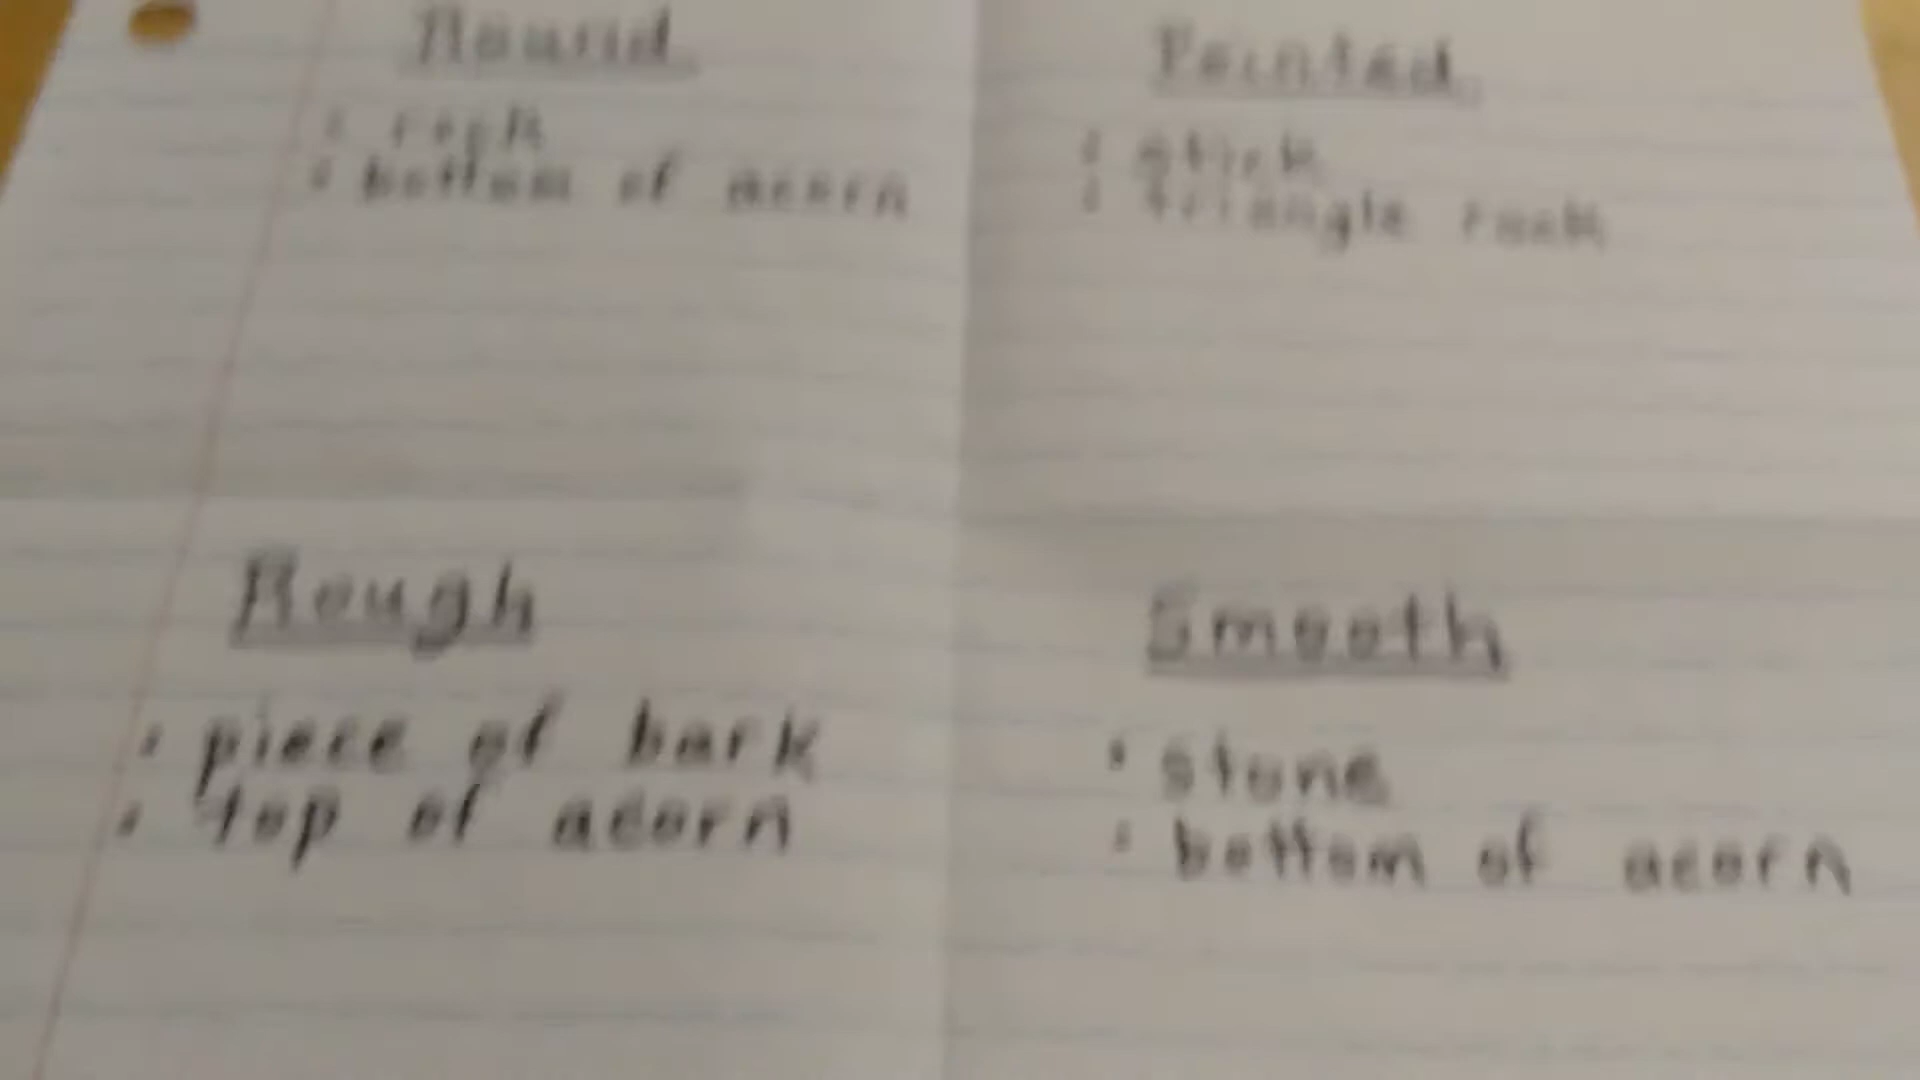 Round
• rock
• bottom of acorn
Pointed
• stick
• triangle rock
Rough
• piece of bark
• top of acorn
Smooth
• stone
• bottom of acorn